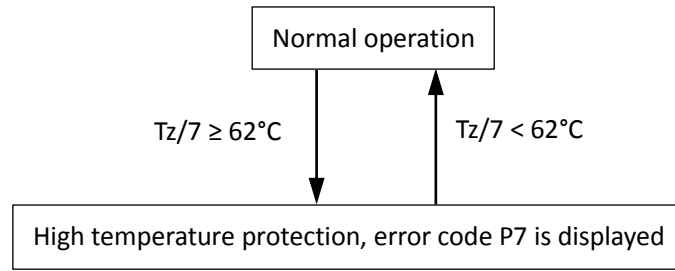 Normal operation
Tz/7 ≥ 62°C
Tz/7 < 62°C
High temperature protection, error code P7 is displayed